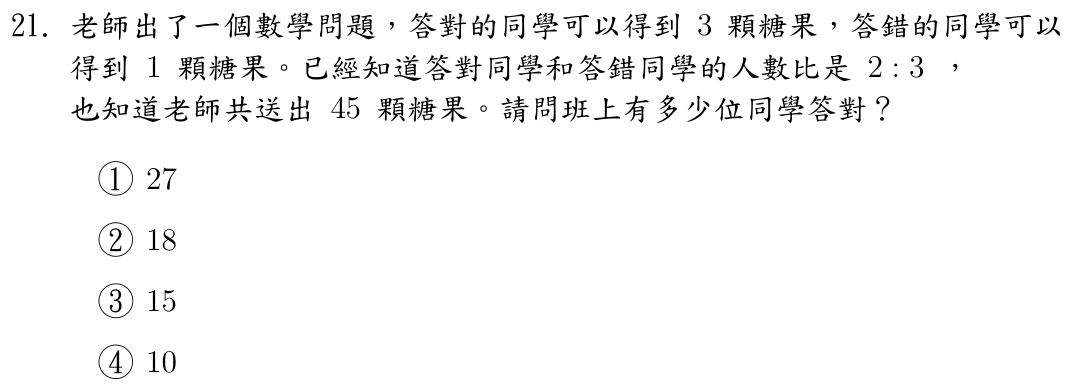 21. 老師出了一個數學問題，答對的同學可以得到 3 顆糖果，答錯的同學可以
得到 1 顆糖果。已經知道答對同學和答錯同學的人數比是 2 : 3 ，
也知道老師共送出 45 顆糖果。請問班上有多少位同學答對？
① 27
② 18
③ 15
④ 10